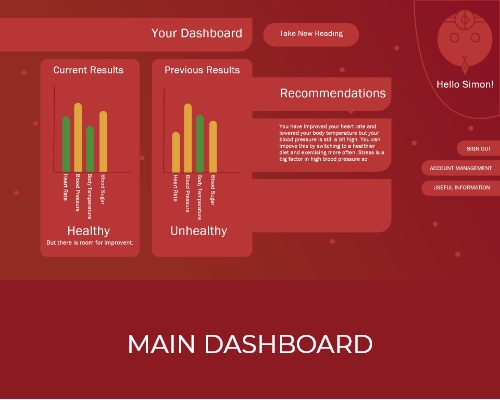 Your Dashboard
Take New Reading
Hello Simon!
Current Results
Heart Rate
Blood Pressure
Body Temperature
Blood Sugar
Healthy
But there is room for improvent.
Previous Results
Heart Rate
Blood Pressure
Body Temperature
Blood Sugar
Unhealthy
Recommendations
You have improved your heart rate and
lowered your body temperature but your
blood pressure is still a bit high. You can
impove this by switching to a healthier
diet and exercising more often. Stress is a
big factor in high blood pressure so
SIGN OUT
ACCOUNT MANAGEMENT
USEFUL INFORMATION
MAIN DASHBOARD